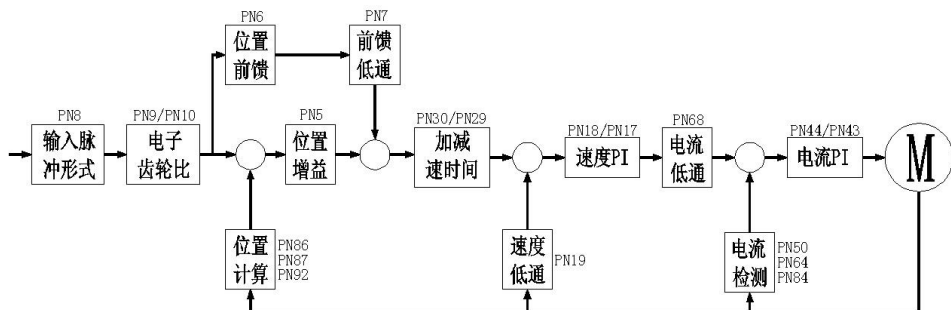 PN6
位置
前馈
PN7
前馈
低通
PN8
输入脉
冲形式
PN9/PN10
电子
齿轮比
PN5
位置
增益
PN30/PN29
加减
速时间
PN18/PN17
速度PI
PN68
电流
低通
PN44/PN43
电流PI
M
位置
计算
PN86
PN87
PN92
速度
低通
PN19
电流
检测
PN50
PN64
PN84